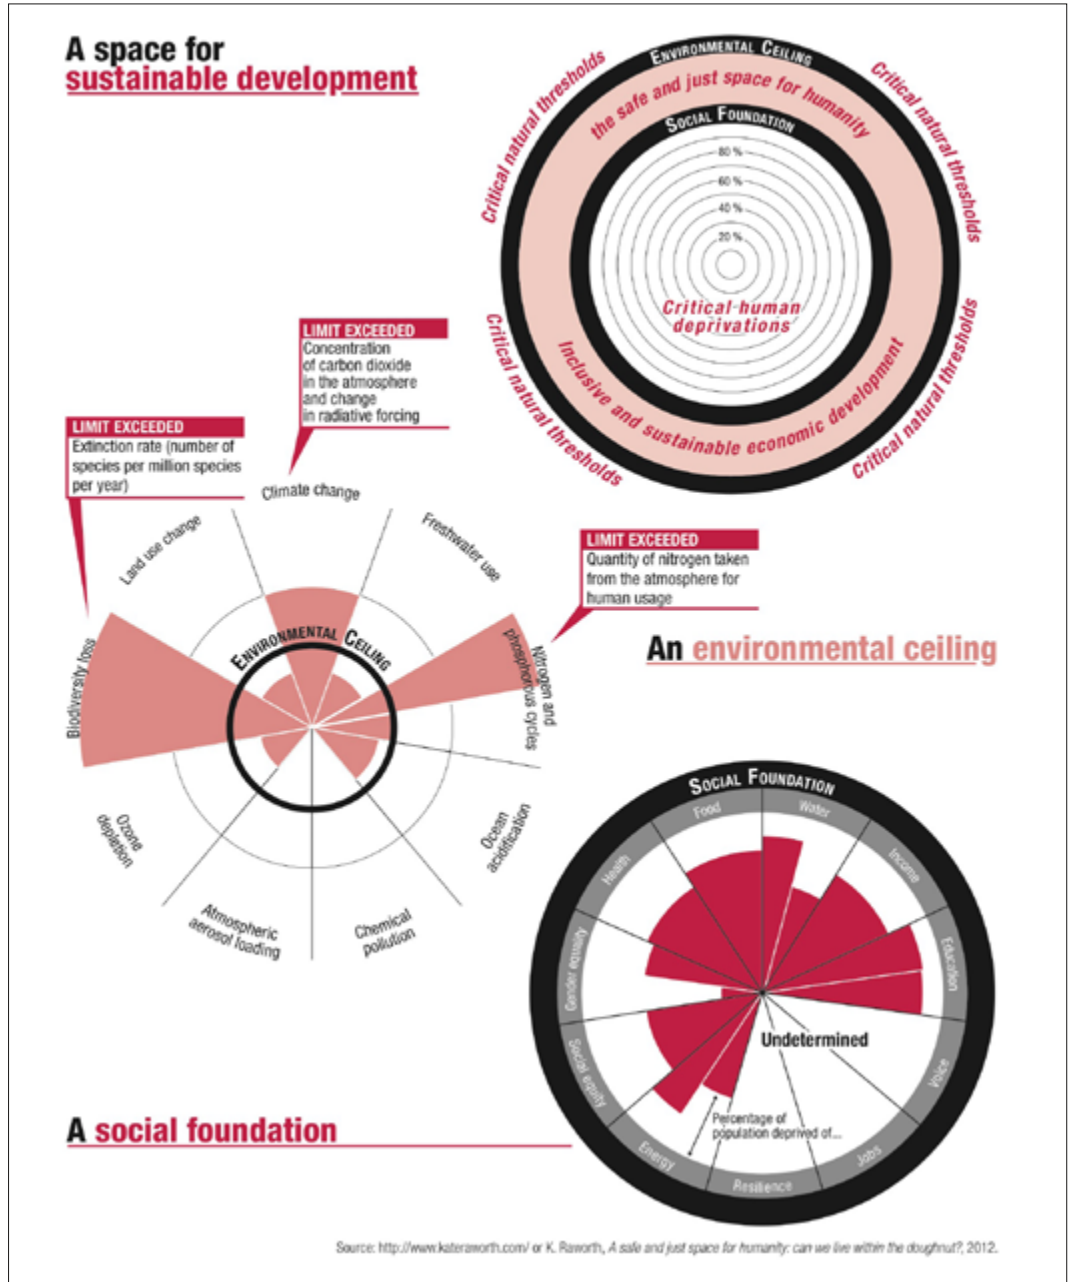 A space for
sustainable development
ENVIRONMENTAL CEILING
the safe and just space for humanity
SOCIAL FOUNDATION
80 %
60 %
40 %
20 %
Critical human
deprivations
Inclusive and sustainable economic development
Critical natural thresholds
Critical natural thresholds
Critical natural thresholds
Critical natural thresholds
LIMIT EXCEEDED
Concentration
of carbon dioxide
in the atmosphere
and change
in radiative forcing
LIMIT EXCEEDED
Extinction rate (number of
species per million species
per year)
LIMIT EXCEEDED
Quantity of nitrogen taken
from the atmosphere for
human usage
An environmental ceiling
Climate change
Freshwater use
Nitrogen and
phosphorous cycles
Ocean
acidification
Chemical
pollution
Atmospheric
aerosol loading
Ozone
depletion
Biodiversity loss
Land use change
ENVIRONMENTAL CEILING
SOCIAL FOUNDATION
Food
Water
Income
Education
Voice
Jobs
Resilience
Energy
Social equity
Gender equality
Health
Undetermined
Percentage of
population deprived of...
A social foundation
Source: http://www.kateraworth.com/ or K. Raworth, A safe and just space for humanity: can we live within the doughnut?, 2012.